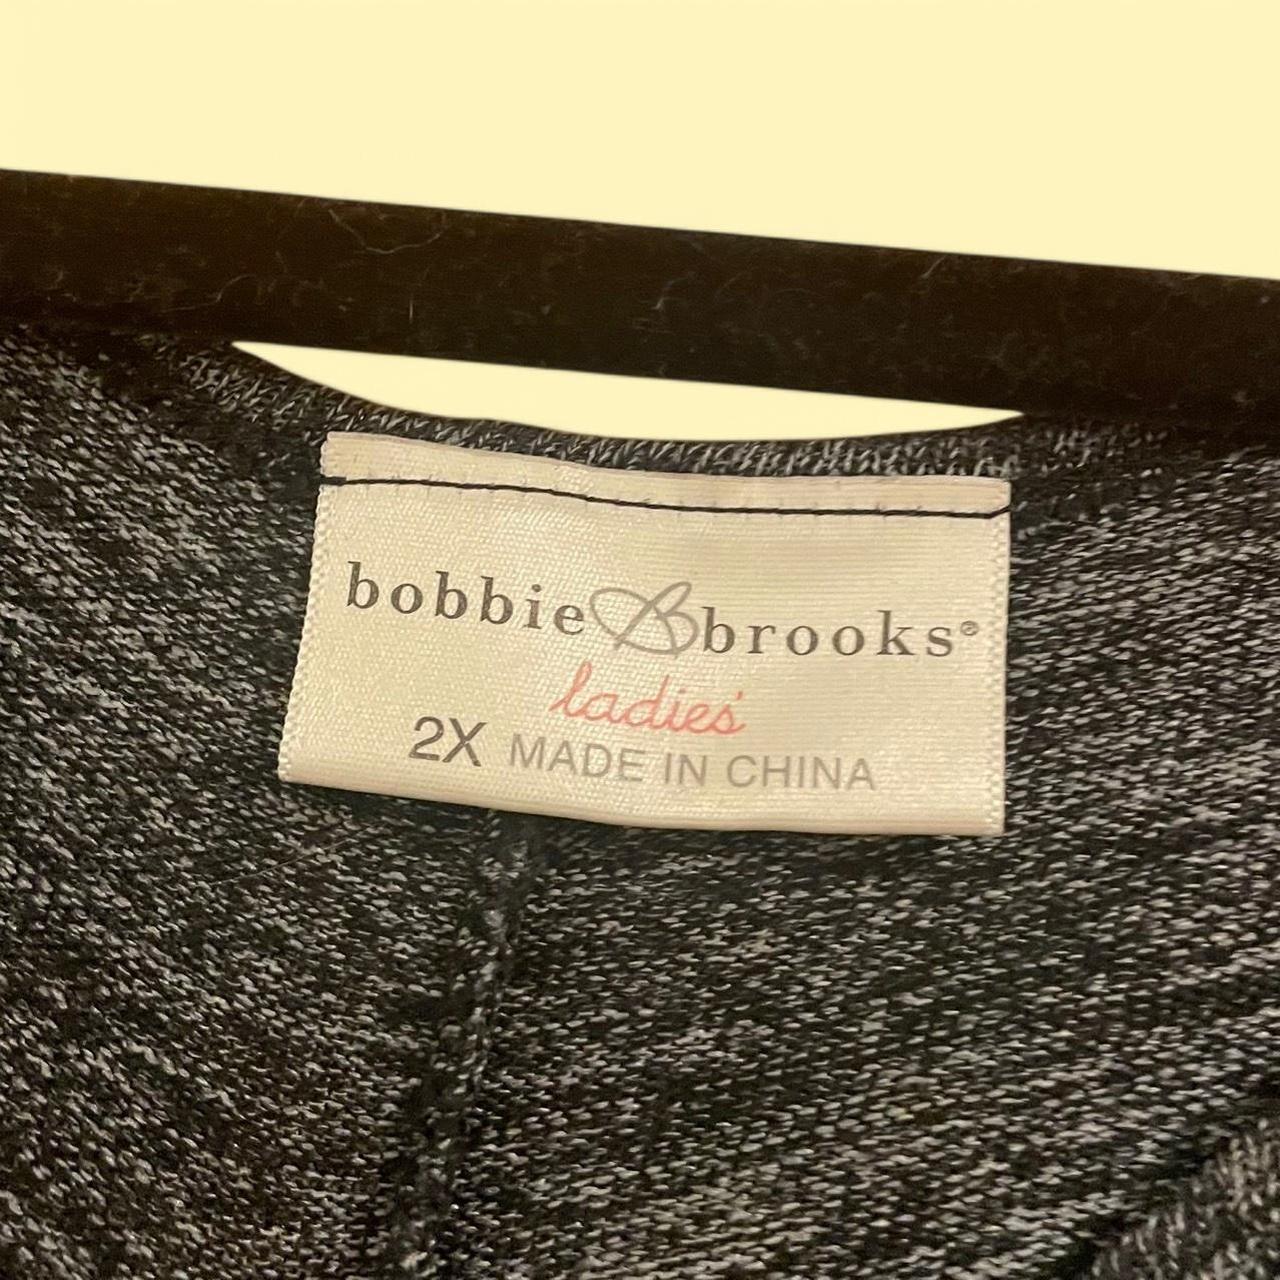 bobbie B brooks®
ladies'
2X MADE IN CHINA